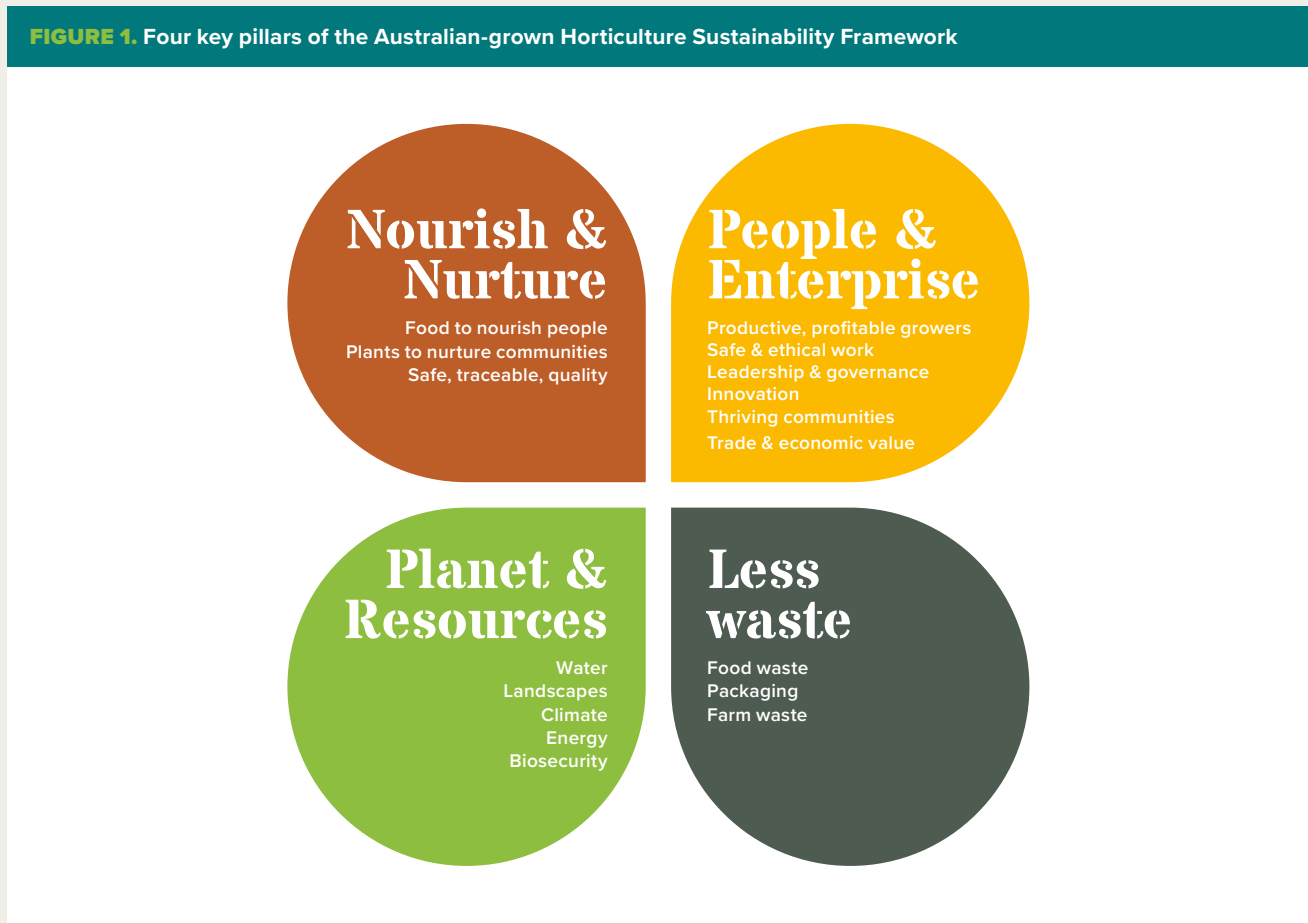 FIGURE 1. Four key pillars of the Australian-grown Horticulture Sustainability Framework
Nourish &
Nurture
Food to nourish people
Plants to nurture communities
Safe, traceable, quality
People &
Enterprise
Productive, profitable growers
Safe & ethical work
Leadership & governance
Innovation
Thriving communities
Trade & economic value
Planet &
Resources
Water
Landscapes
Climate
Energy
Biosecurity
Less
waste
Food waste
Packaging
Farm waste